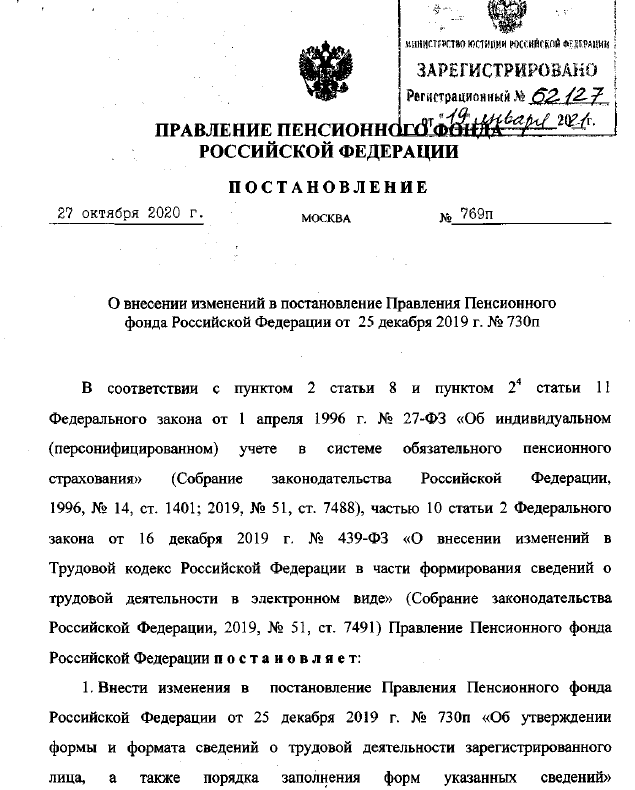 МИНИСТЕРСТВО ЮСТИЦИИ РОССИЙСКОЙ ФЕДЕРАЦИИ
ЗАРЕГИСТРИРОВАНО
Регистрационный № 62127
от "19" января 2021г.
ПРАВЛЕНИЕ ПЕНСИОННОГО ФОНДА
РОССИЙСКОЙ ФЕДЕРАЦИИ
ПОСТАНОВЛЕНИЕ
27 октября 2020 г. МОСКВА № 769п
О внесении изменений в постановление Правления Пенсионного
фонда Российской Федерации от 25 декабря 2019 г. № 730п
В соответствии с пунктом 2 статьи 8 и пунктом 2⁴ статьи 11
Федерального закона от 1 апреля 1996 г. № 27-ФЗ «Об индивидуальном
(персонифицированном) учете в системе обязательного пенсионного
страхования» (Собрание законодательства Российской Федерации,
1996, № 14, ст. 1401; 2019, № 51, ст. 7488), частью 10 статьи 2 Федерального
закона от 16 декабря 2019 г. № 439-ФЗ «О внесении изменений в
Трудовой кодекс Российской Федерации в части формирования сведений о
трудовой деятельности в электронном виде» (Собрание законодательства
Российской Федерации, 2019, № 51, ст. 7491) Правление Пенсионного фонда
Российской Федерации постановляет:
1. Внести изменения в постановление Правления Пенсионного фонда
Российской Федерации от 25 декабря 2019 г. № 730п «Об утверждении
формы и формата сведений о трудовой деятельности зарегистрированного
лица, а также порядка заполнения форм указанных сведений»